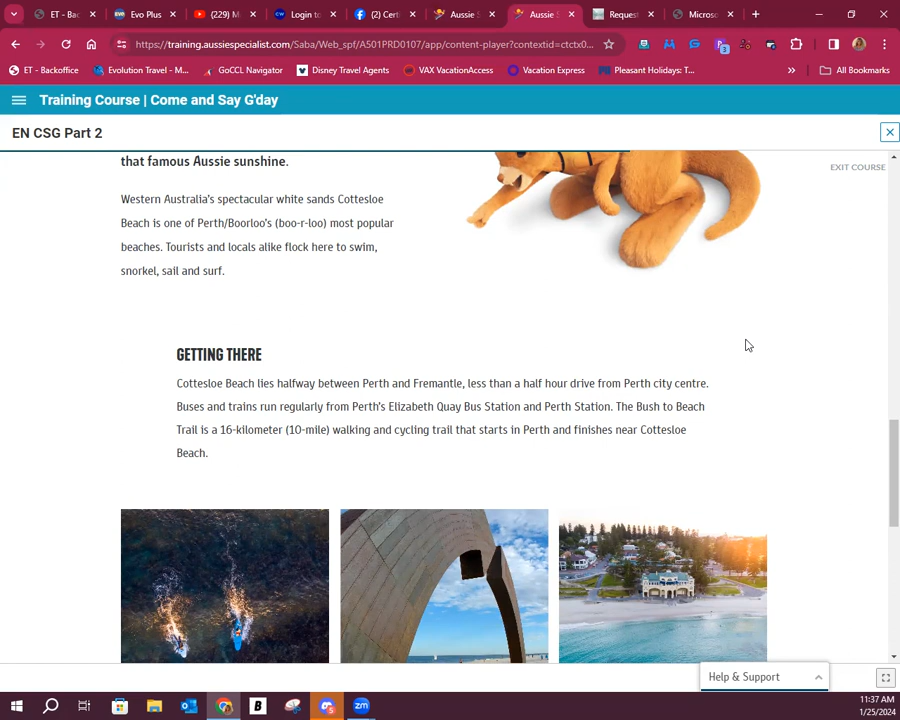 ET - Bac
Evo Plus
(229) M
Login to
(2) Certi
Aussie S
Aussie S
Request
Microso
https://training.aussiespecialist.com/Saba/Web_spf/A501PRD0107/app/content-player?contextid=ctctx0...
3
ET - Backoffice
Evolution Travel - M...
GoCCL Navigator
Disney Travel Agents
VAX VacationAccess
Vacation Express
Pleasant Holidays: T...
»
All Bookmarks
Training Course | Come and Say G'day
EN CSG Part 2
EXIT COURSE
that famous Aussie sunshine.
Western Australia's spectacular white sands Cottesloe
Beach is one of Perth/Boorloo's (boo-r-loo) most popular
beaches. Tourists and locals alike flock here to swim,
snorkel, sail and surf.
GETTING THERE
Cottesloe Beach lies halfway between Perth and Fremantle, less than a half hour drive from Perth city centre.
Buses and trains run regularly from Perth's Elizabeth Quay Bus Station and Perth Station. The Bush to Beach
Trail is a 16-kilometer (10-mile) walking and cycling trail that starts in Perth and finishes near Cottesloe
Beach.
Help & Support
B
zm
11:37 AM
1/25/2024